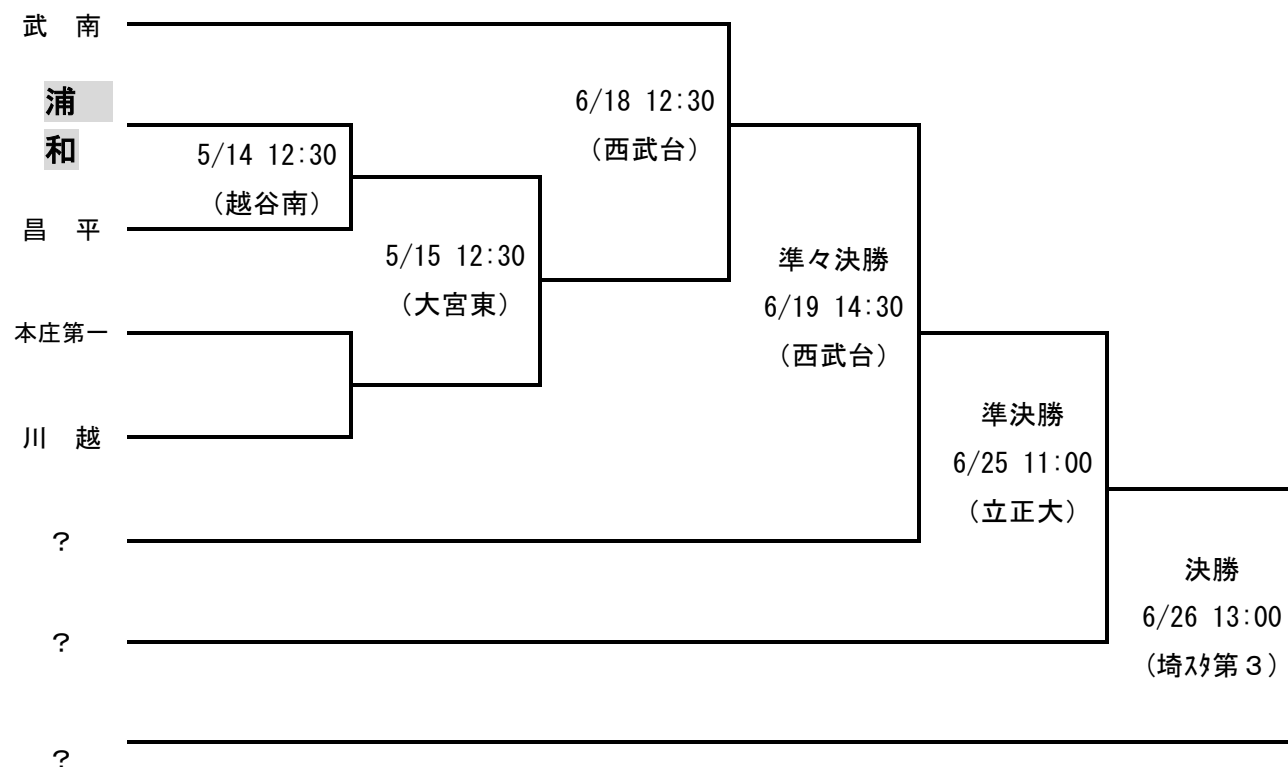 武　南
浦
和
昌　平
本庄第一
川　越
？
？
？
5/14 12:30
（越谷南）
5/15 12:30
（大宮東）
6/18 12:30
（西武台）
準々決勝
6/19 14:30
（西武台）
準決勝
6/25 11:00
（立正大）
決勝
6/26 13:00
（埼ｽﾀ第３）